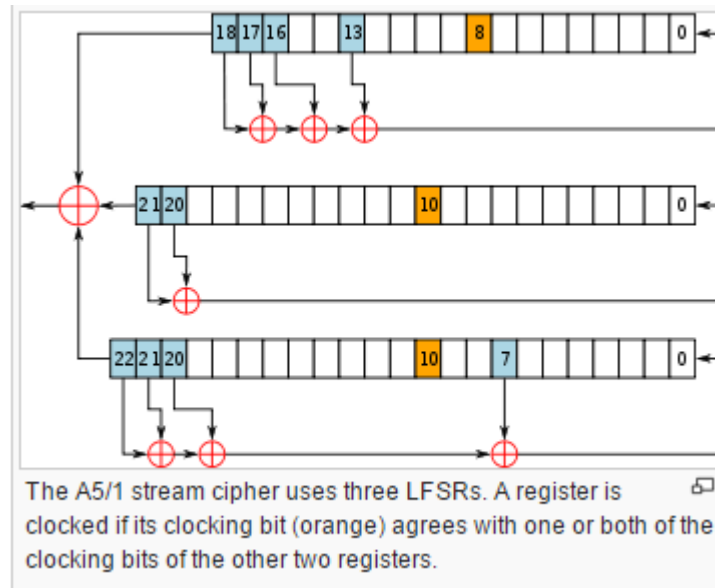 18 17 16 13 8 0
21 20 10 0
22 21 20 10 7 0
The A5/1 stream cipher uses three LFSRs. A register is
clocked if its clocking bit (orange) agrees with one or both of the
clocking bits of the other two registers.